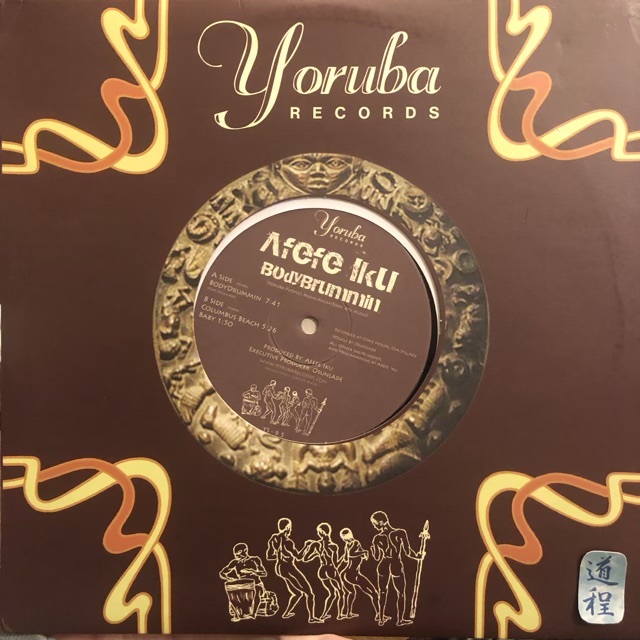 Yoruba
RECORDS
Yoruba
RECORDS
Afefe Iku
BodyDrummin
A SIDE
BODYDRUMMIN 7:41
B SIDE
COLUMBUS BEACH 5:26
BABY 1:50
PRODUCED BY AFEFE IKU
EXECUTIVE PRODUCER: OSUNLADE
道
程